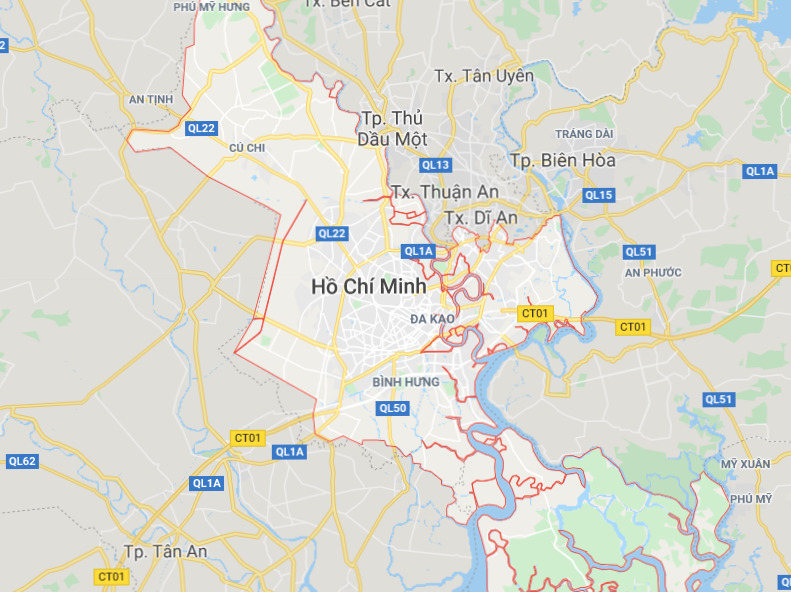 PHÚ MỸ HƯNG
Tx. Bến Cát
Tx. Tân Uyên
AN TỊNH
QL22
Tp. Thủ
Dầu Một
TRẢNG DÀI
CỦ CHI
QL13
Tp. Biên Hòa
QL1A
Tx. Thuận An
QL15
Tx. Dĩ An
QL22
QL1A
QL51
AN PHƯỚC
Hồ Chí Minh
ĐA KAO
CT01
CT01
BÌNH HƯNG
QL50
QL51
CT01
QL1A
QL62
MỸ XUÂN
QL1A
PHÚ MỸ
Tp. Tân An
CT01